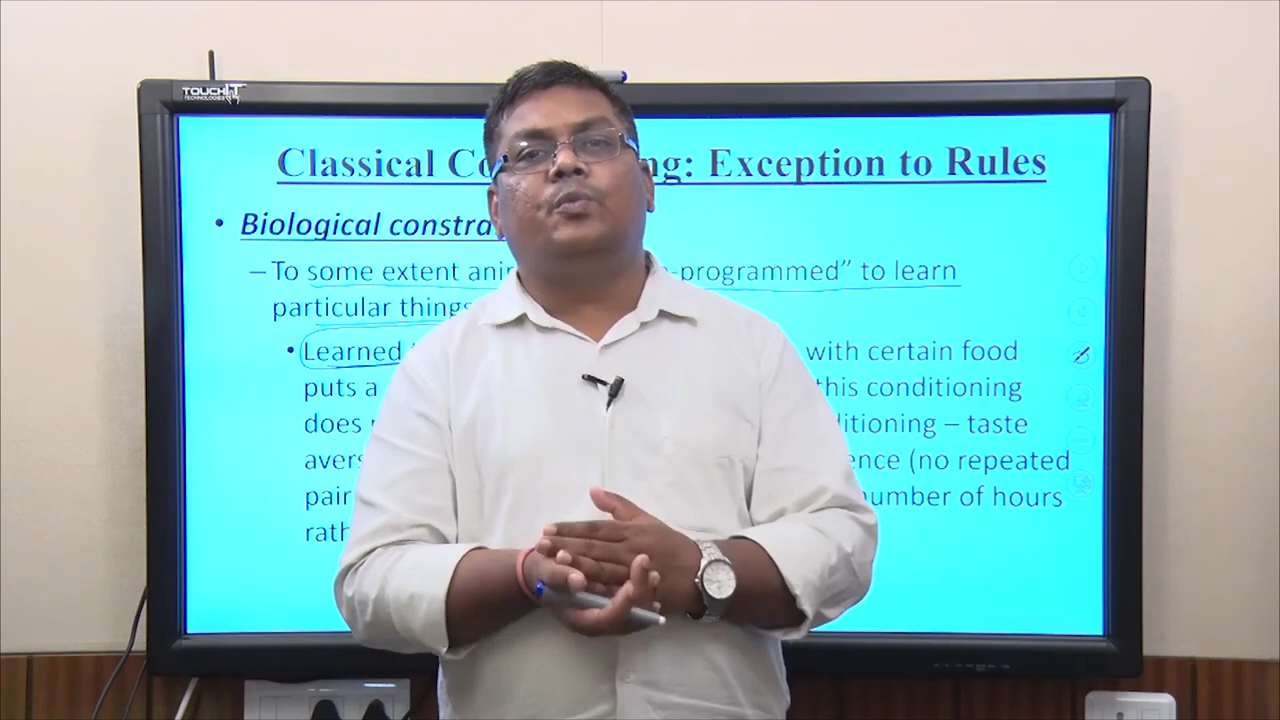 TOUCHIT
TECHNOLOGIES
Classical Co ng: Exception to Rules
• Biological constra
– To some extent ani -programmed” to learn
particular things
• Learned with certain food
puts a this conditioning
does ditioning – taste
avers ence (no repeated
pair number of hours
rath